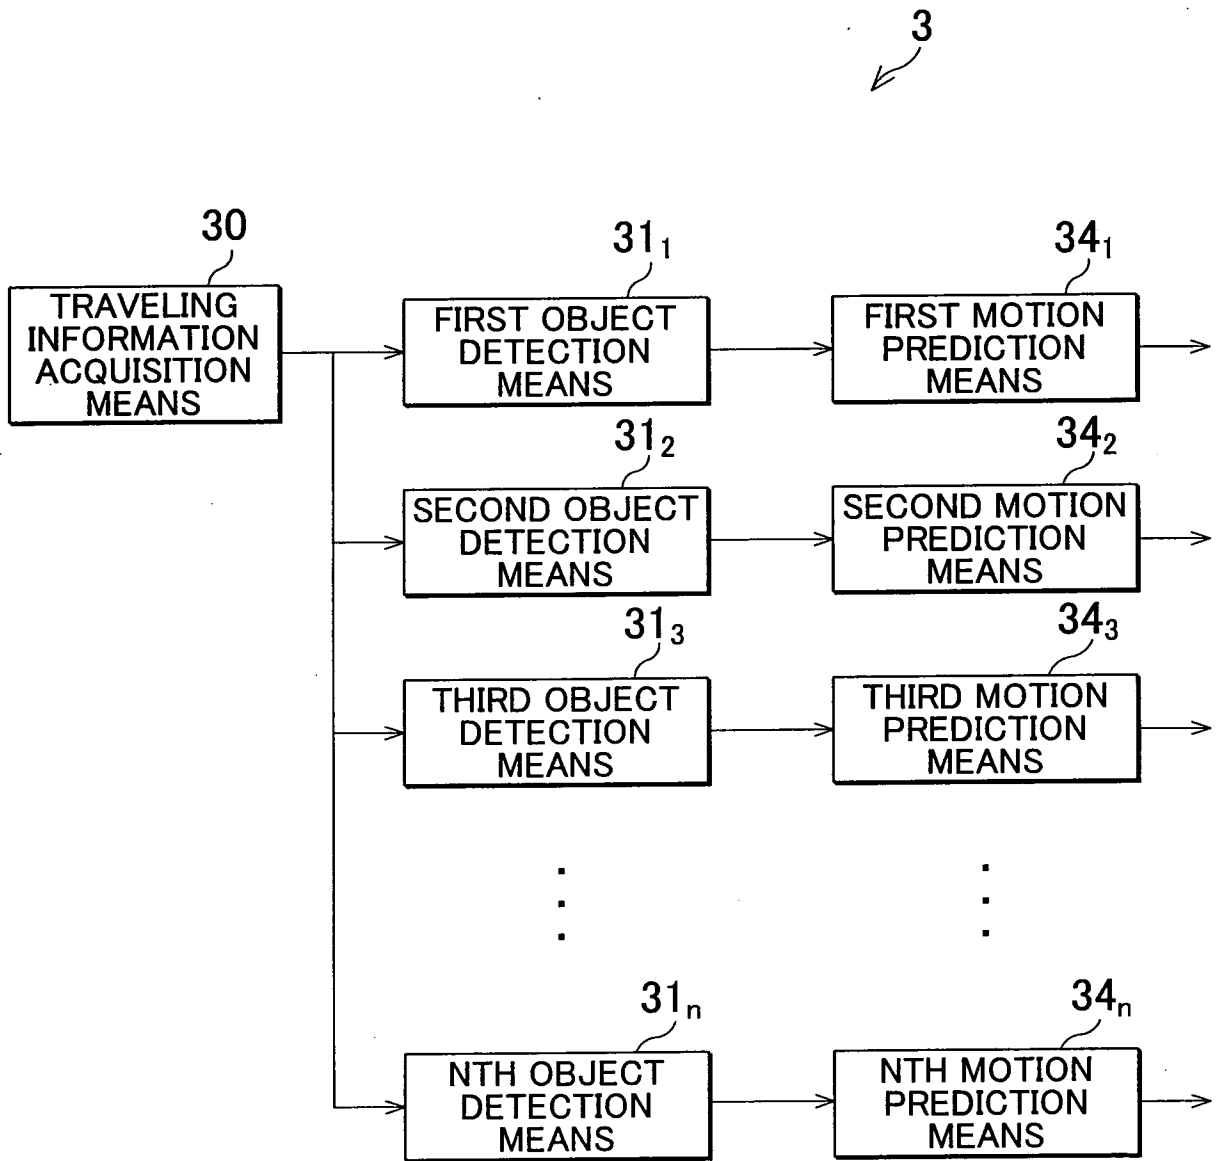 3
30
TRAVELING
INFORMATION
ACQUISITION
MEANS
31₁
FIRST OBJECT
DETECTION
MEANS
34₁
FIRST MOTION
PREDICTION
MEANS
31₂
SECOND OBJECT
DETECTION
MEANS
34₂
SECOND MOTION
PREDICTION
MEANS
31₃
THIRD OBJECT
DETECTION
MEANS
34₃
THIRD MOTION
PREDICTION
MEANS
31ₙ
NTH OBJECT
DETECTION
MEANS
34ₙ
NTH MOTION
PREDICTION
MEANS